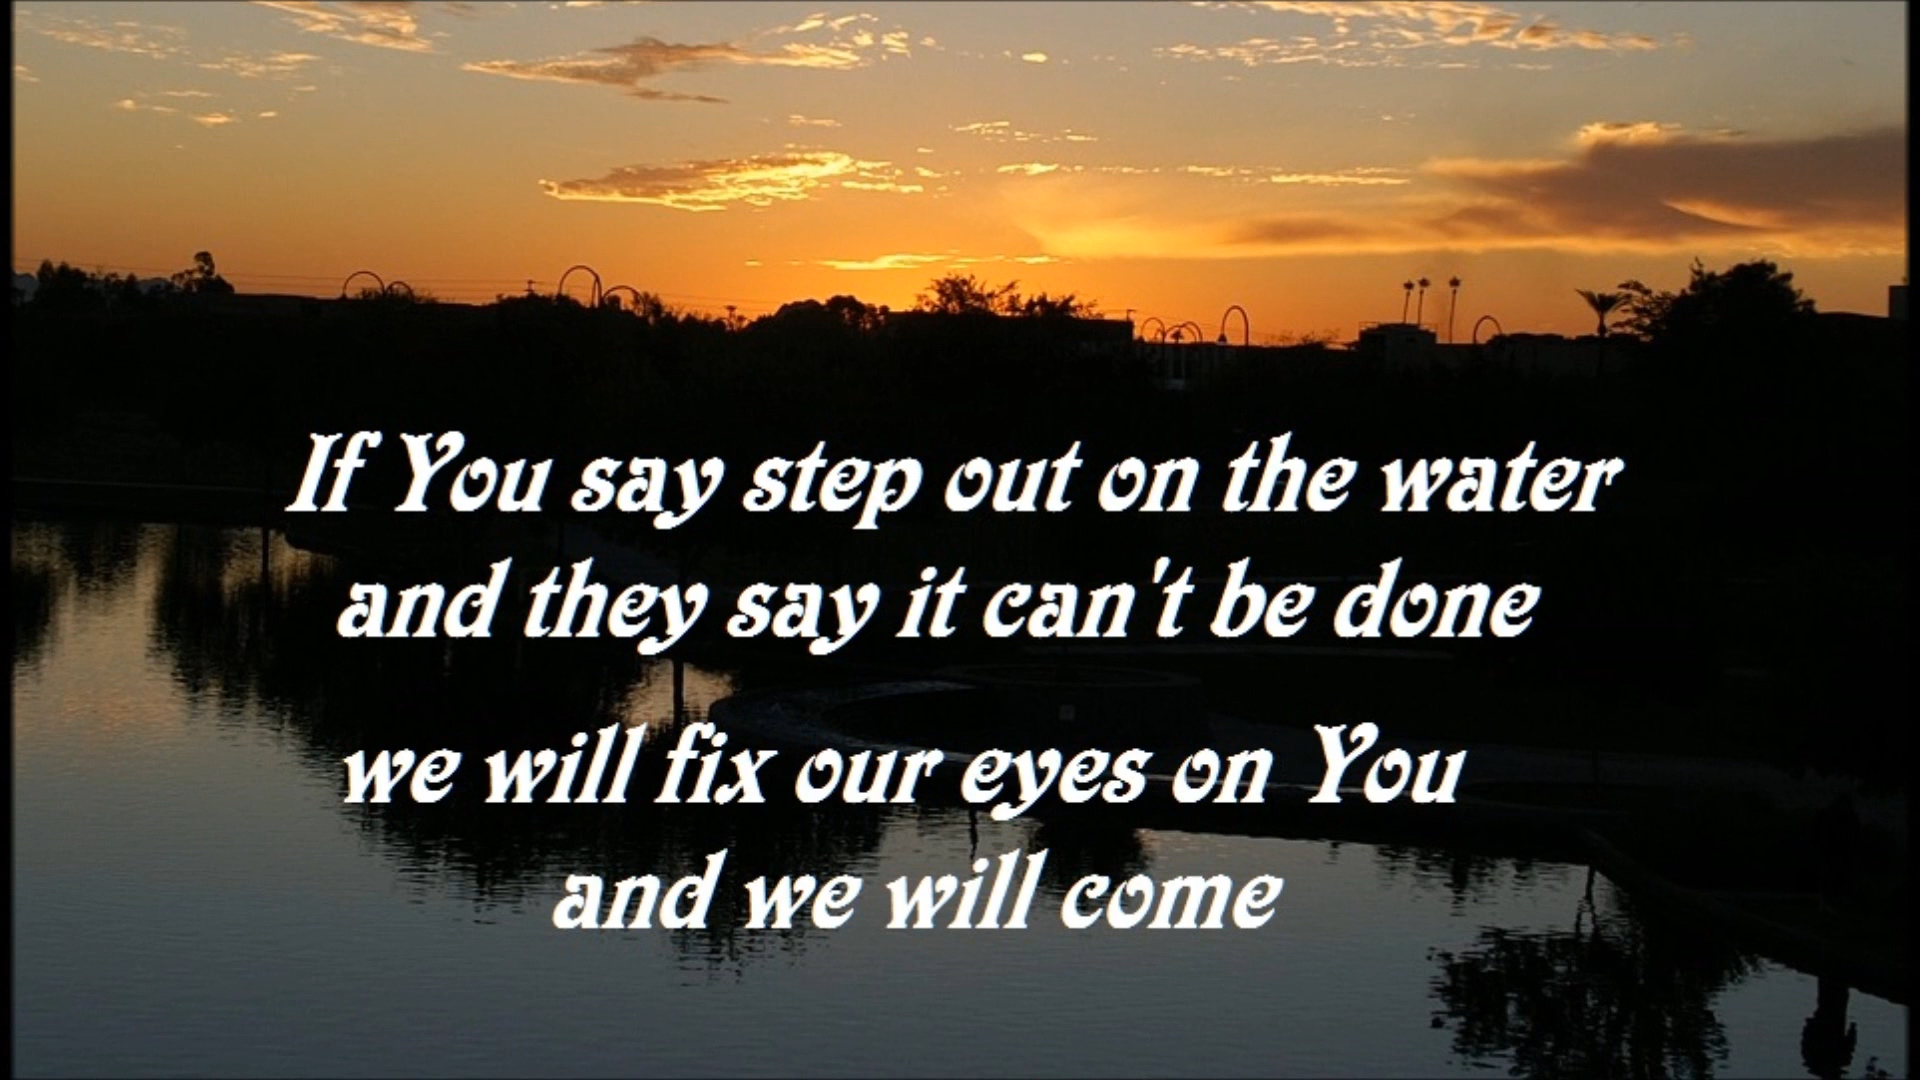 If You say step out on the water
and they say it can't be done
we will fix our eyes on You
and we will come